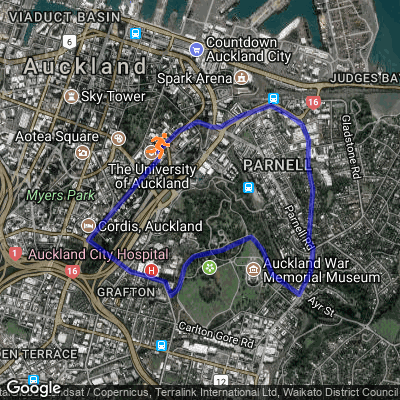 VIADUCT BASIN
6
Countdown
Auckland City
Auckland
Spark Arena
JUDGES BA
Sky Tower
16
Aotea Square
Gladstone Rd
The University
of Auckland
PARNELL
Myers Park
Parnell Rd
Cordis, Auckland
1
Auckland City Hospital
16
H
Auckland War
Memorial Museum
GRAFTON
Ayr St
Carlton Gore Rd
EN TERRACE
12
Google
dsat / Copernicus, Terralink International Ltd, Waikato District Council